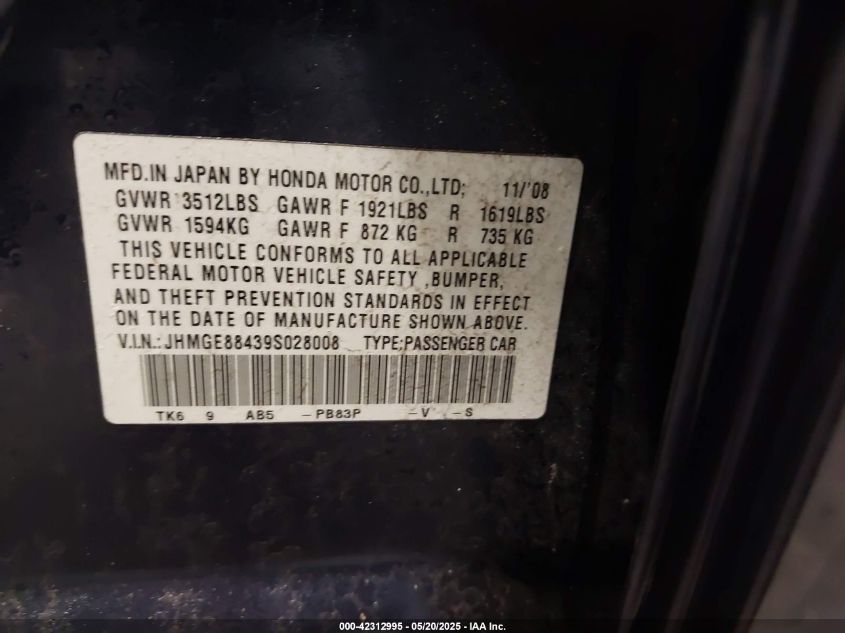 MFD.IN JAPAN BY HONDA MOTOR CO.,LTD; 11/'08
GVWR 3512LBS GAWR F 1921LBS R 1619LBS
GVWR 1594KG GAWR F 872 KG R 735 KG
THIS VEHICLE CONFORMS TO ALL APPLICABLE
FEDERAL MOTOR VEHICLE SAFETY ,BUMPER,
AND THEFT PREVENTION STANDARDS IN EFFECT
ON THE DATE OF MANUFACTURE SHOWN ABOVE.
V.I.N.: JHMGE88439S028008 TYPE:PASSENGER CAR
TK6 9 AB5 -PB83P -V -S
000-42312995 - 05/20/2025 - IAA Inc.